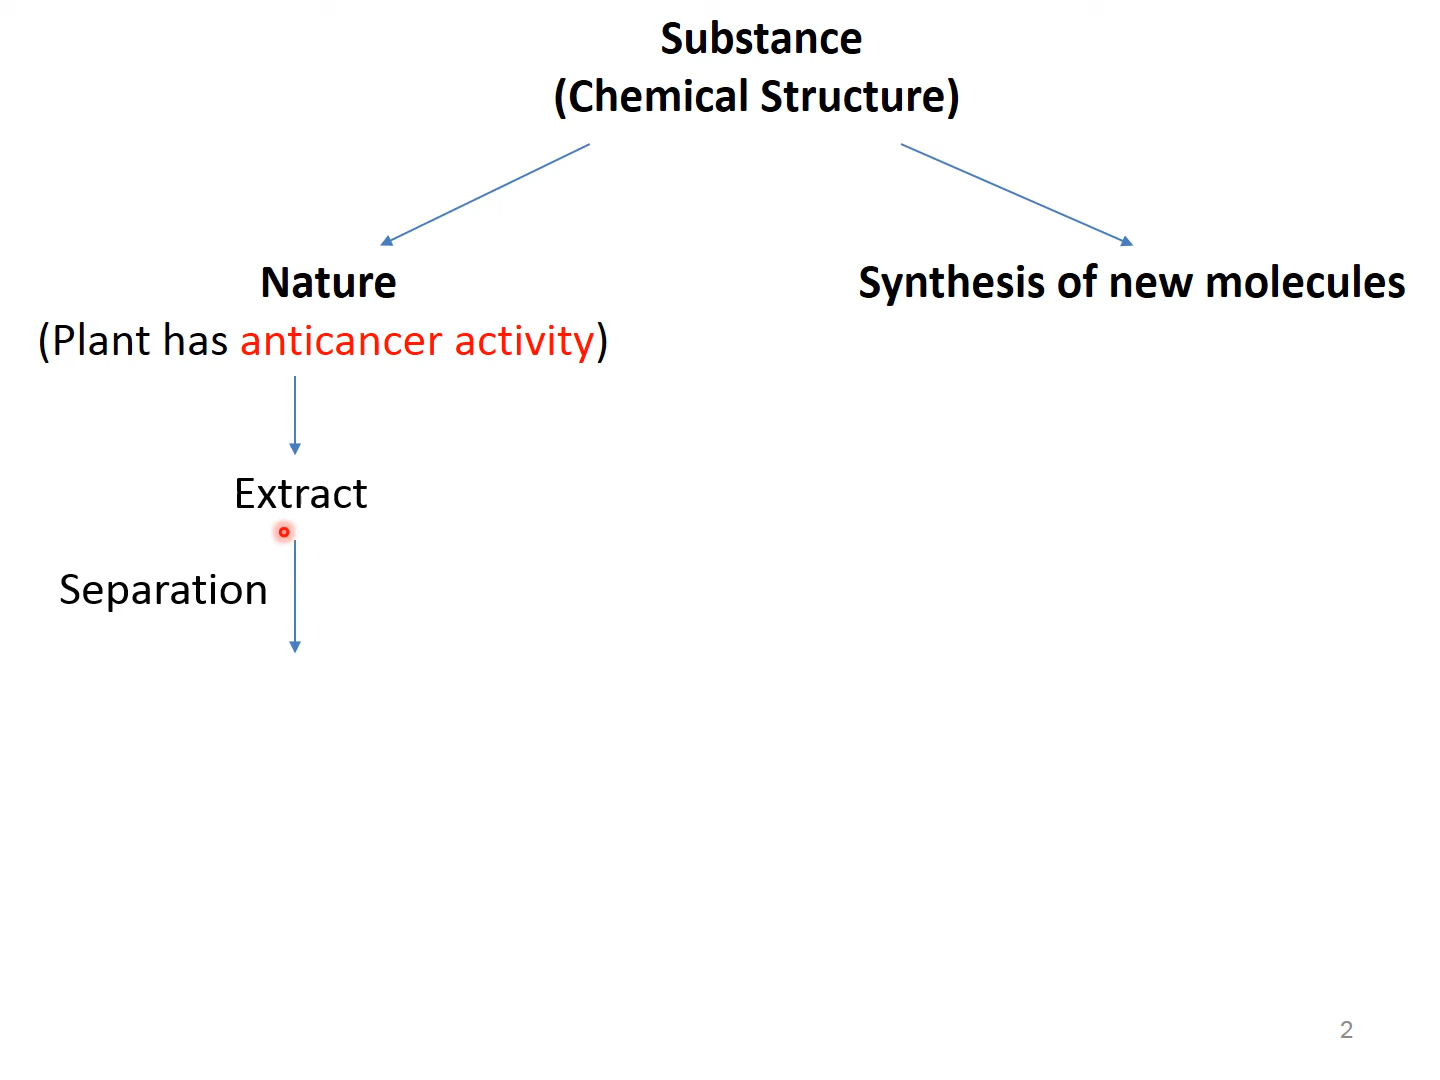 Substance
(Chemical Structure)
Nature
(Plant has anticancer activity)
Synthesis of new molecules
Extract
Separation
2